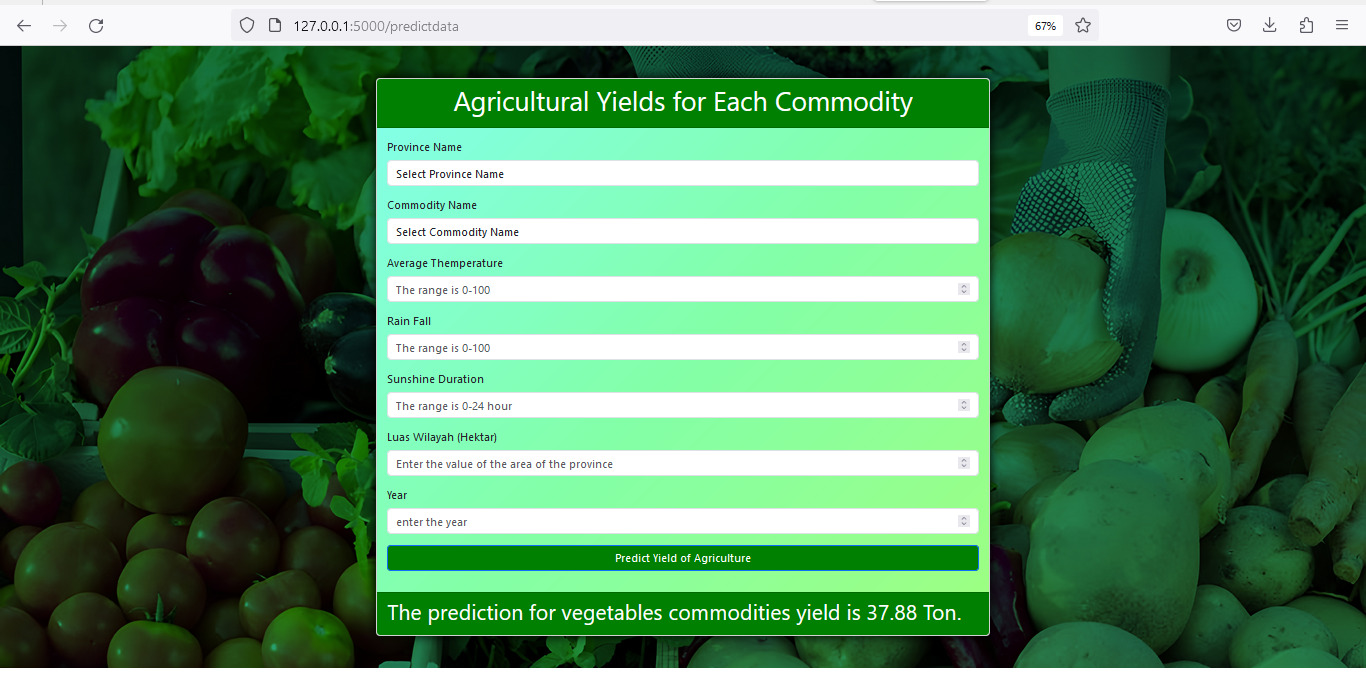 127.0.0.1:5000/predictdata
67%
Agricultural Yields for Each Commodity
Province Name
Select Province Name
Commodity Name
Select Commodity Name
Average Themperature
The range is 0-100
Rain Fall
The range is 0-100
Sunshine Duration
The range is 0-24 hour
Luas Wilayah (Hektar)
Enter the value of the area of the province
Year
enter the year
Predict Yield of Agriculture
The prediction for vegetables commodities yield is 37.88 Ton.